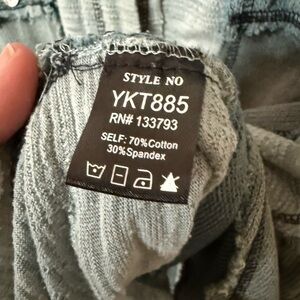 STYLE NO
YKT885
RN# 133793
SELF: 70%Cotton
30%Spandex